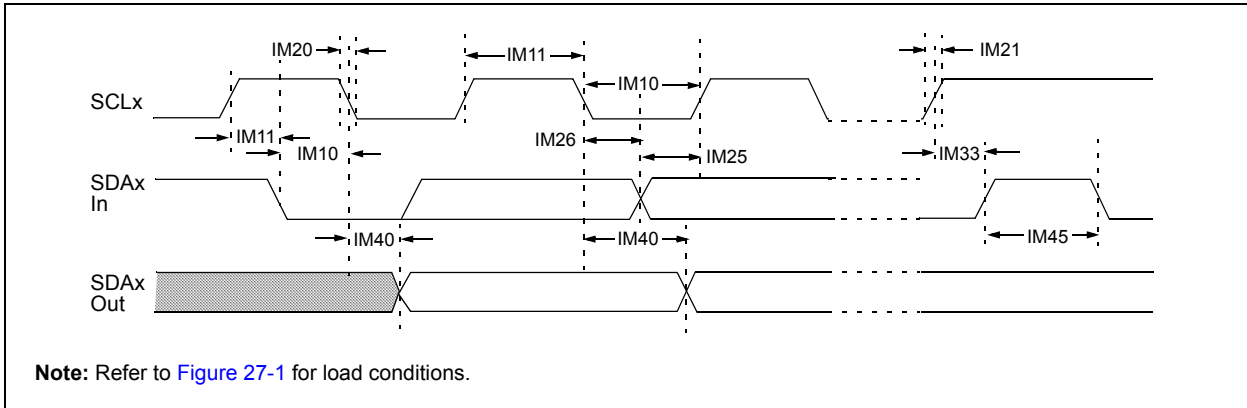 IM20
IM11
IM21
IM10
SCLx
IM11
IM26
IM10
IM25
IM33
SDAx
In
IM40
IM40
IM45
SDAx
Out
Note: Refer to Figure 27-1 for load conditions.